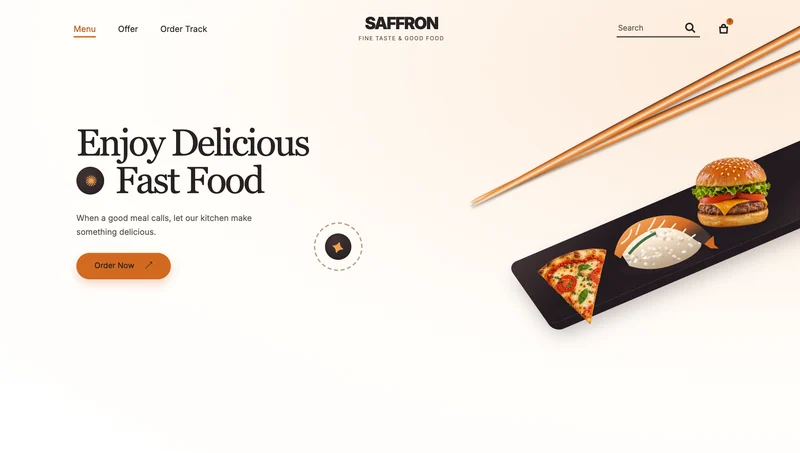 Menu
Offer
Order Track
SAFFRON
FINE TASTE & GOOD FOOD
Search
Enjoy Delicious
Fast Food
When a good meal calls, let our kitchen make
something delicious.
Order Now